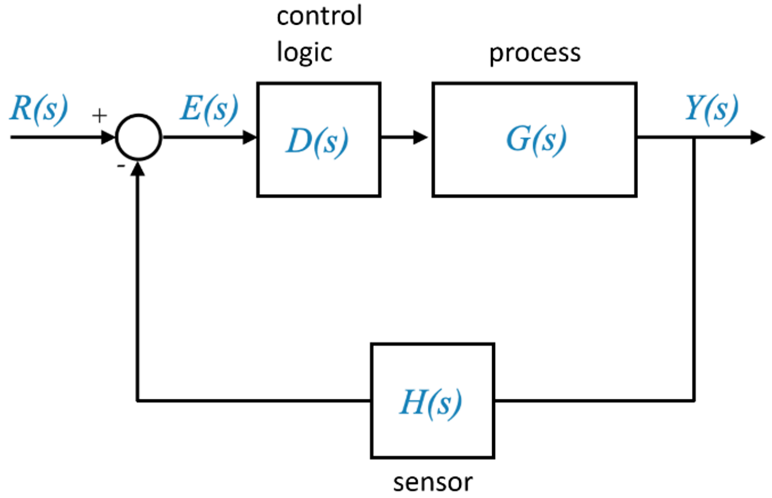 control
logic
process
R(s)
+
E(s)
Y(s)
D(s)
G(s)
-
H(s)
sensor